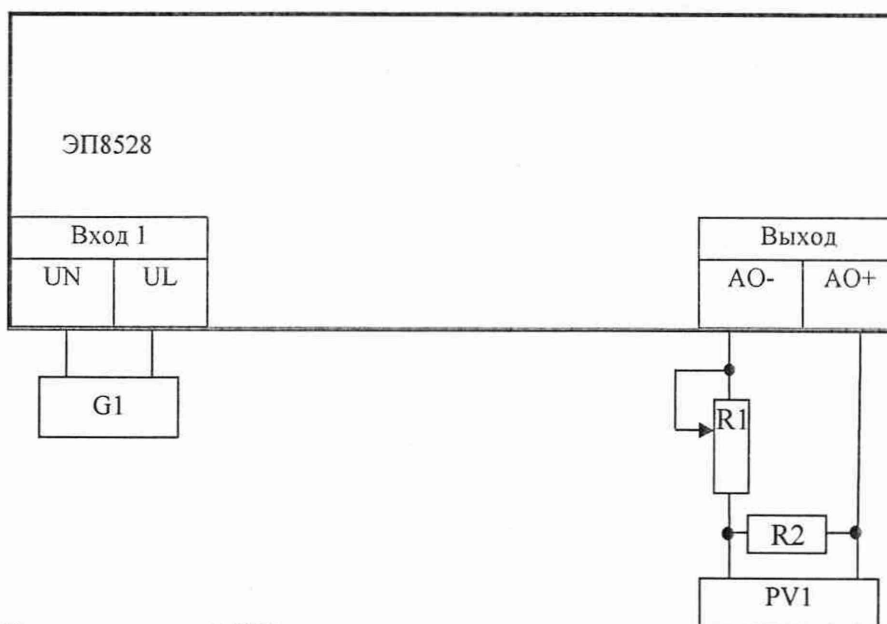 ЭП8528
Вход 1
Выход
UN UL
AO- AO+
G1
R1
R2
PV1